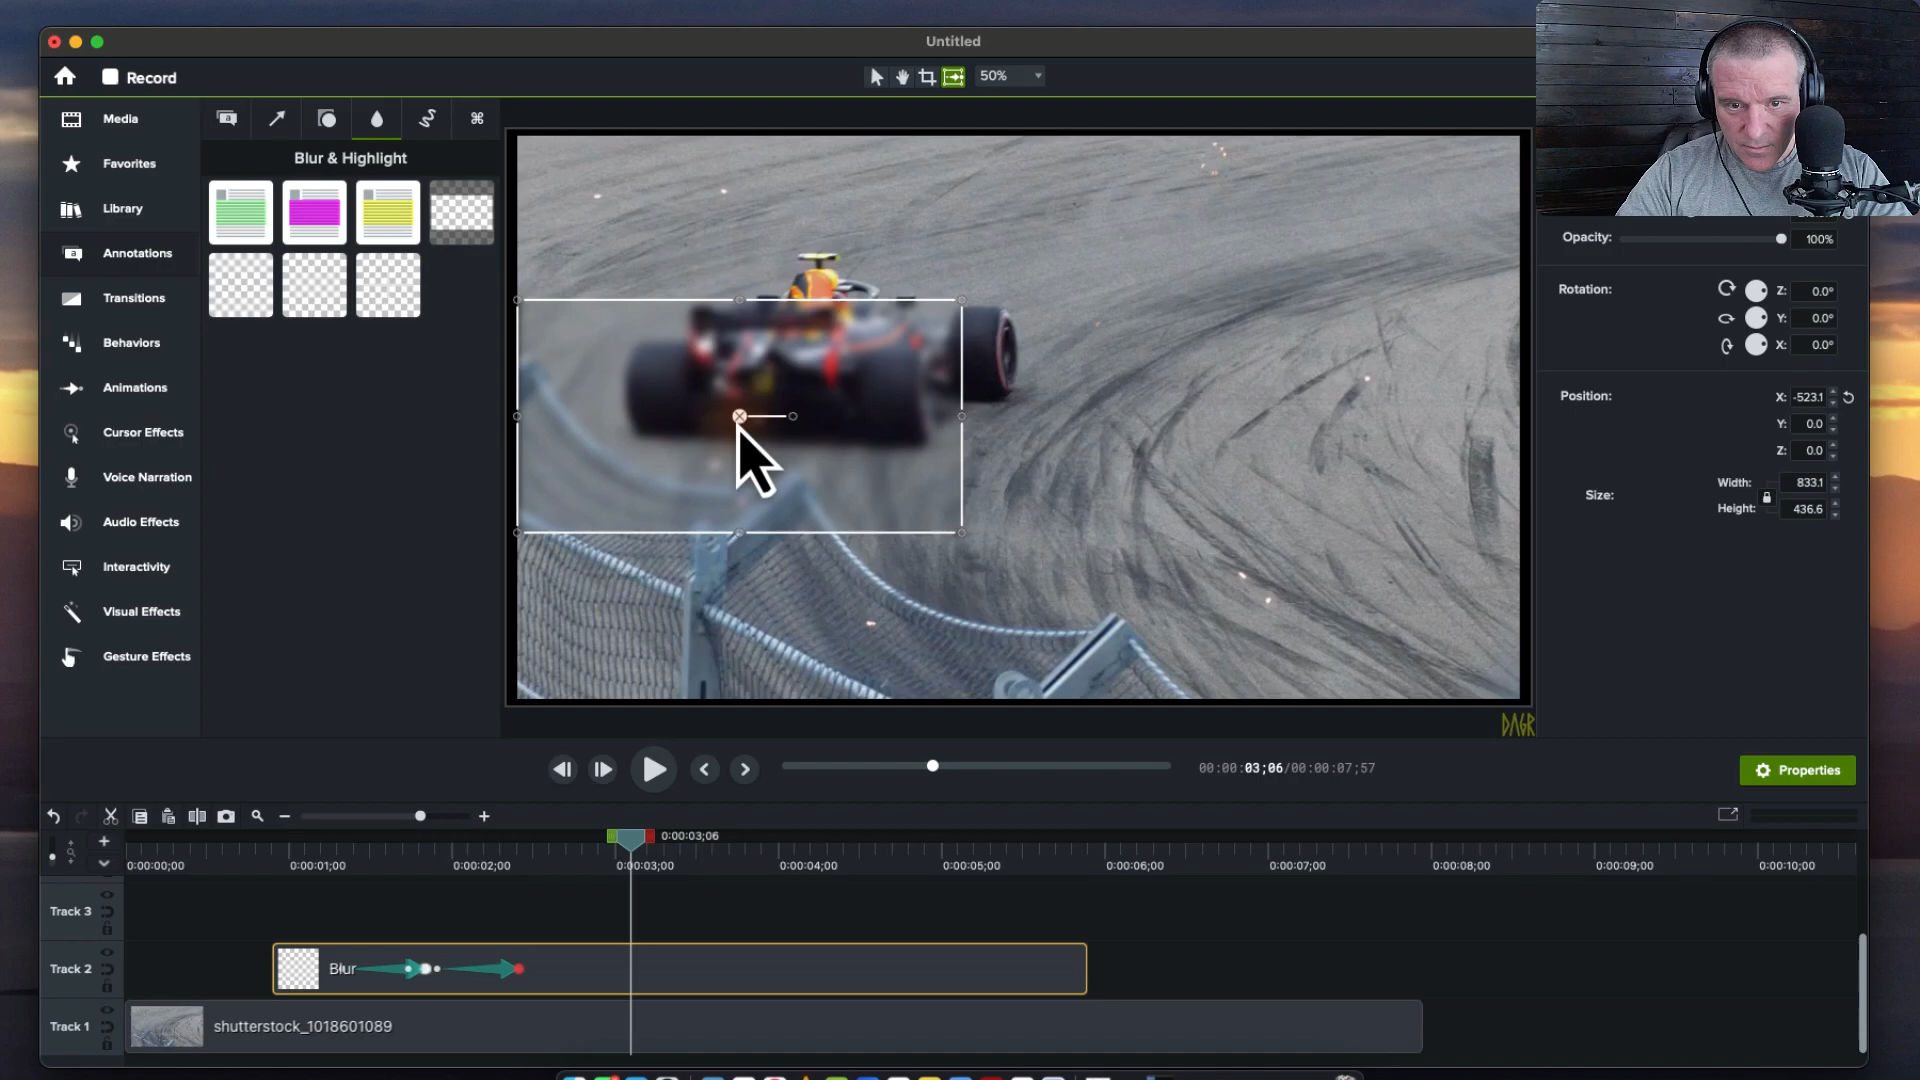 Untitled
Record
50%
Media
Favorites
Library
Annotations
Transitions
Behaviors
Animations
Cursor Effects
Voice Narration
Audio Effects
Interactivity
Visual Effects
Gesture Effects
Blur & Highlight
Opacity:
100%
Rotation:
Z: 0.0°
Y: 0.0°
X: 0.0°
Position:
X: -523.1
Y: 0.0
Z: 0.0
Size:
Width: 833.1
Height: 436.6
DAGR
00:00:03;06/00:00:07;57
Properties
0:00:03;06
0:00:00;00
0:00:01;00
0:00:02;00
0:00:03;00
0:00:04;00
0:00:05;00
0:00:06;00
0:00:07;00
0:00:08;00
0:00:09;00
0:00:10;00
Track 3
Track 2
Blur
Track 1
shutterstock_1018601089